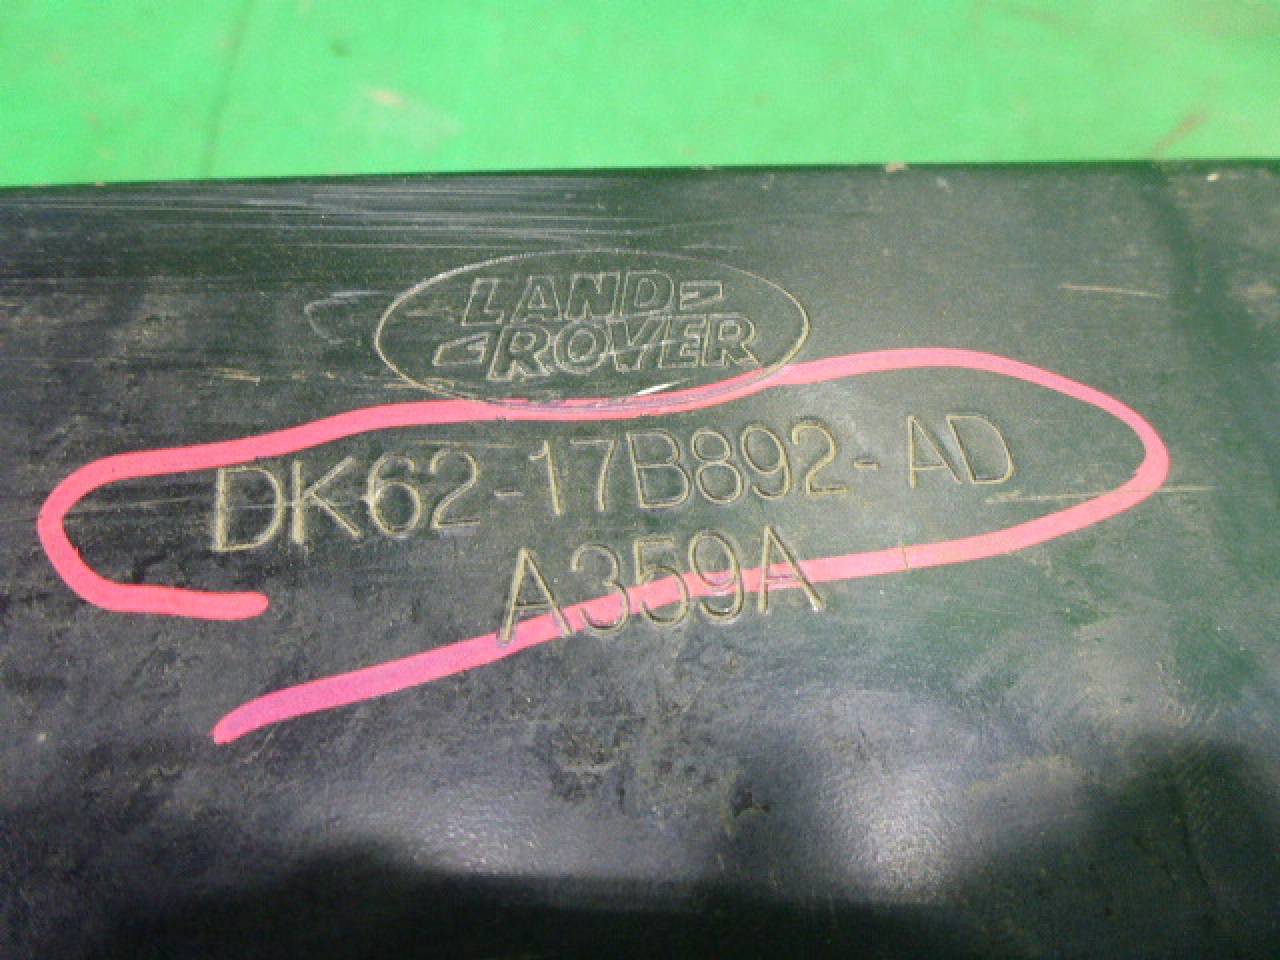 LAND
ROVER
DK62-17B892-AD
A359A